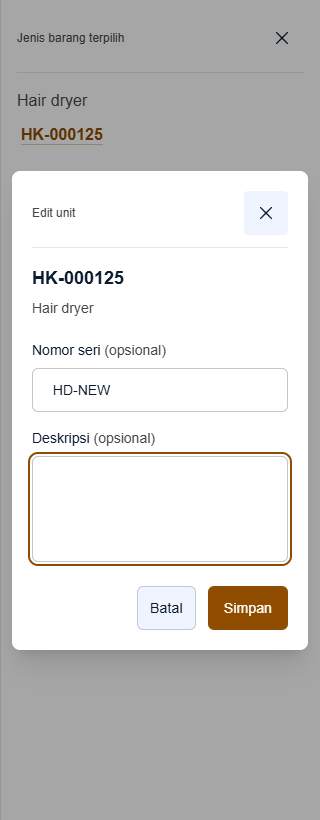 Jenis barang terpilih
Hair dryer
HK-000125
Edit unit
HK-000125
Hair dryer
Nomor seri (opsional)
HD-NEW
Deskripsi (opsional)
Batal
Simpan